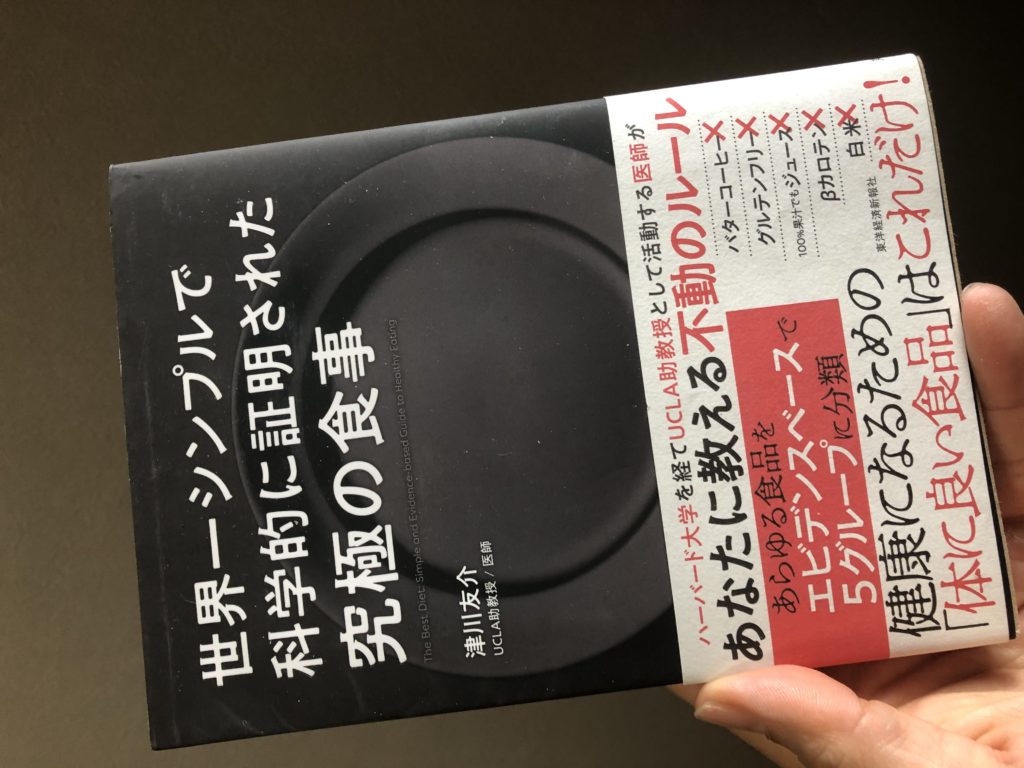 世界一シンプルで
科学的に証明された
究極の食事
The Best Diet: Simple and Evidence-based Guide to Healthy Eating
津川友介
UCLA助教授/医師
ハーバード大学を経てUCLA助教授として活動する医師が
あなたに教える不動のルール
あらゆる食品を
エビデンスベースで
5グループに分類
バターコーヒー✕
グルテンフリー✕
100%果汁でもジュース✕
βカロテン✕
白米✕
東洋経済新報社
健康になるための
「体に良い食品」はこれだけ!